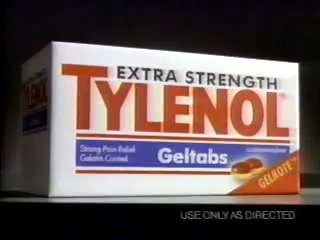 EXTRA STRENGTH
TYLENOL
Strong Pain Relief
Gelatin Coated
Geltabs
GELKOTE
USE ONLY AS DIRECTED